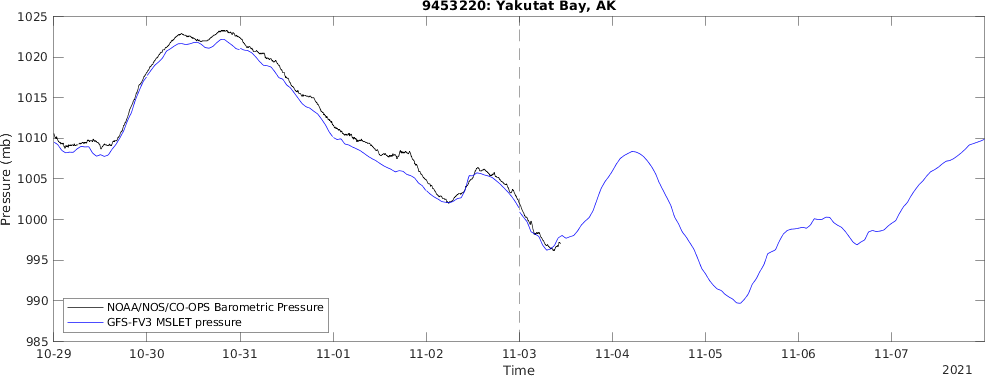 9453220: Yakutat Bay, AK
Pressure (mb)
1025
1020
1015
1010
1005
1000
995
990
985
NOAA/NOS/CO-OPS Barometric Pressure
GFS-FV3 MSLET pressure
10-29 10-30 10-31 11-01 11-02 11-03 11-04 11-05 11-06 11-07
Time
2021